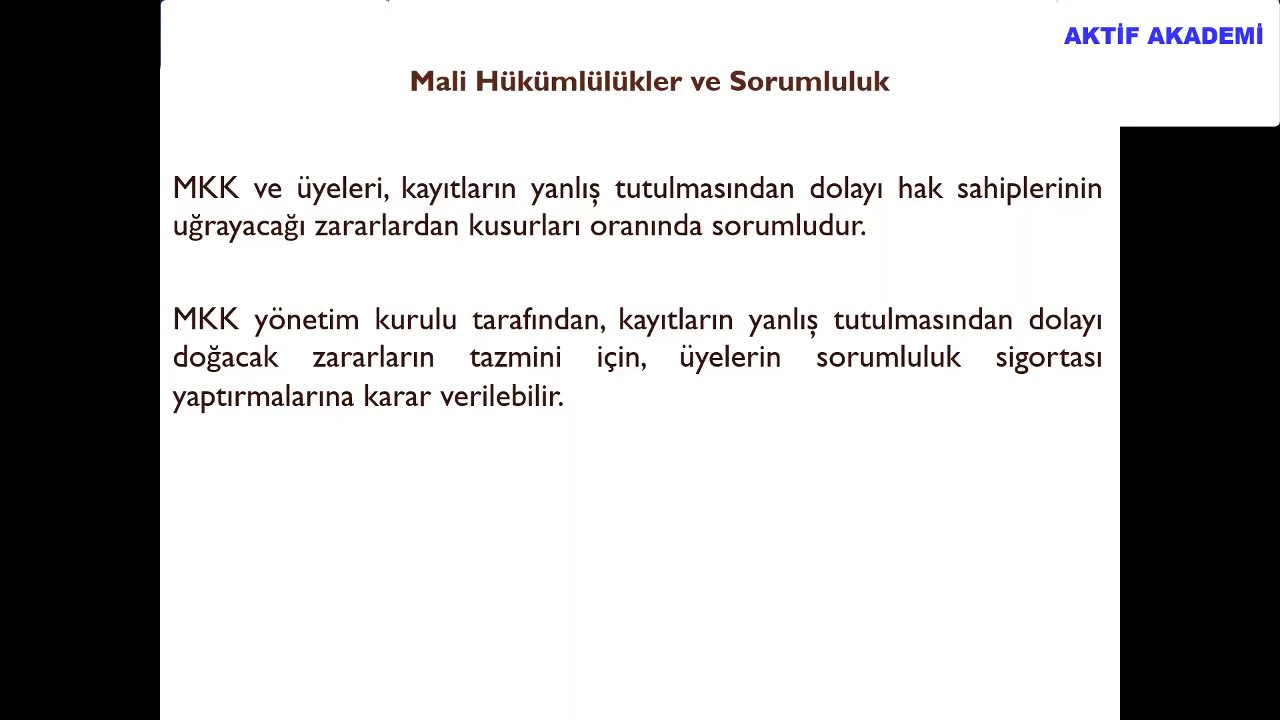 AKTİF AKADEMİ
Mali Hükümlülükler ve Sorumluluk
MKK ve üyeleri, kayıtların yanlış tutulmasından dolayı hak sahiplerinin
uğrayacağı zararlardan kusurları oranında sorumludur.
MKK yönetim kurulu tarafından, kayıtların yanlış tutulmasından dolayı
doğacak zararların tazmini için, üyelerin sorumluluk sigortası
yaptırmalarına karar verilebilir.